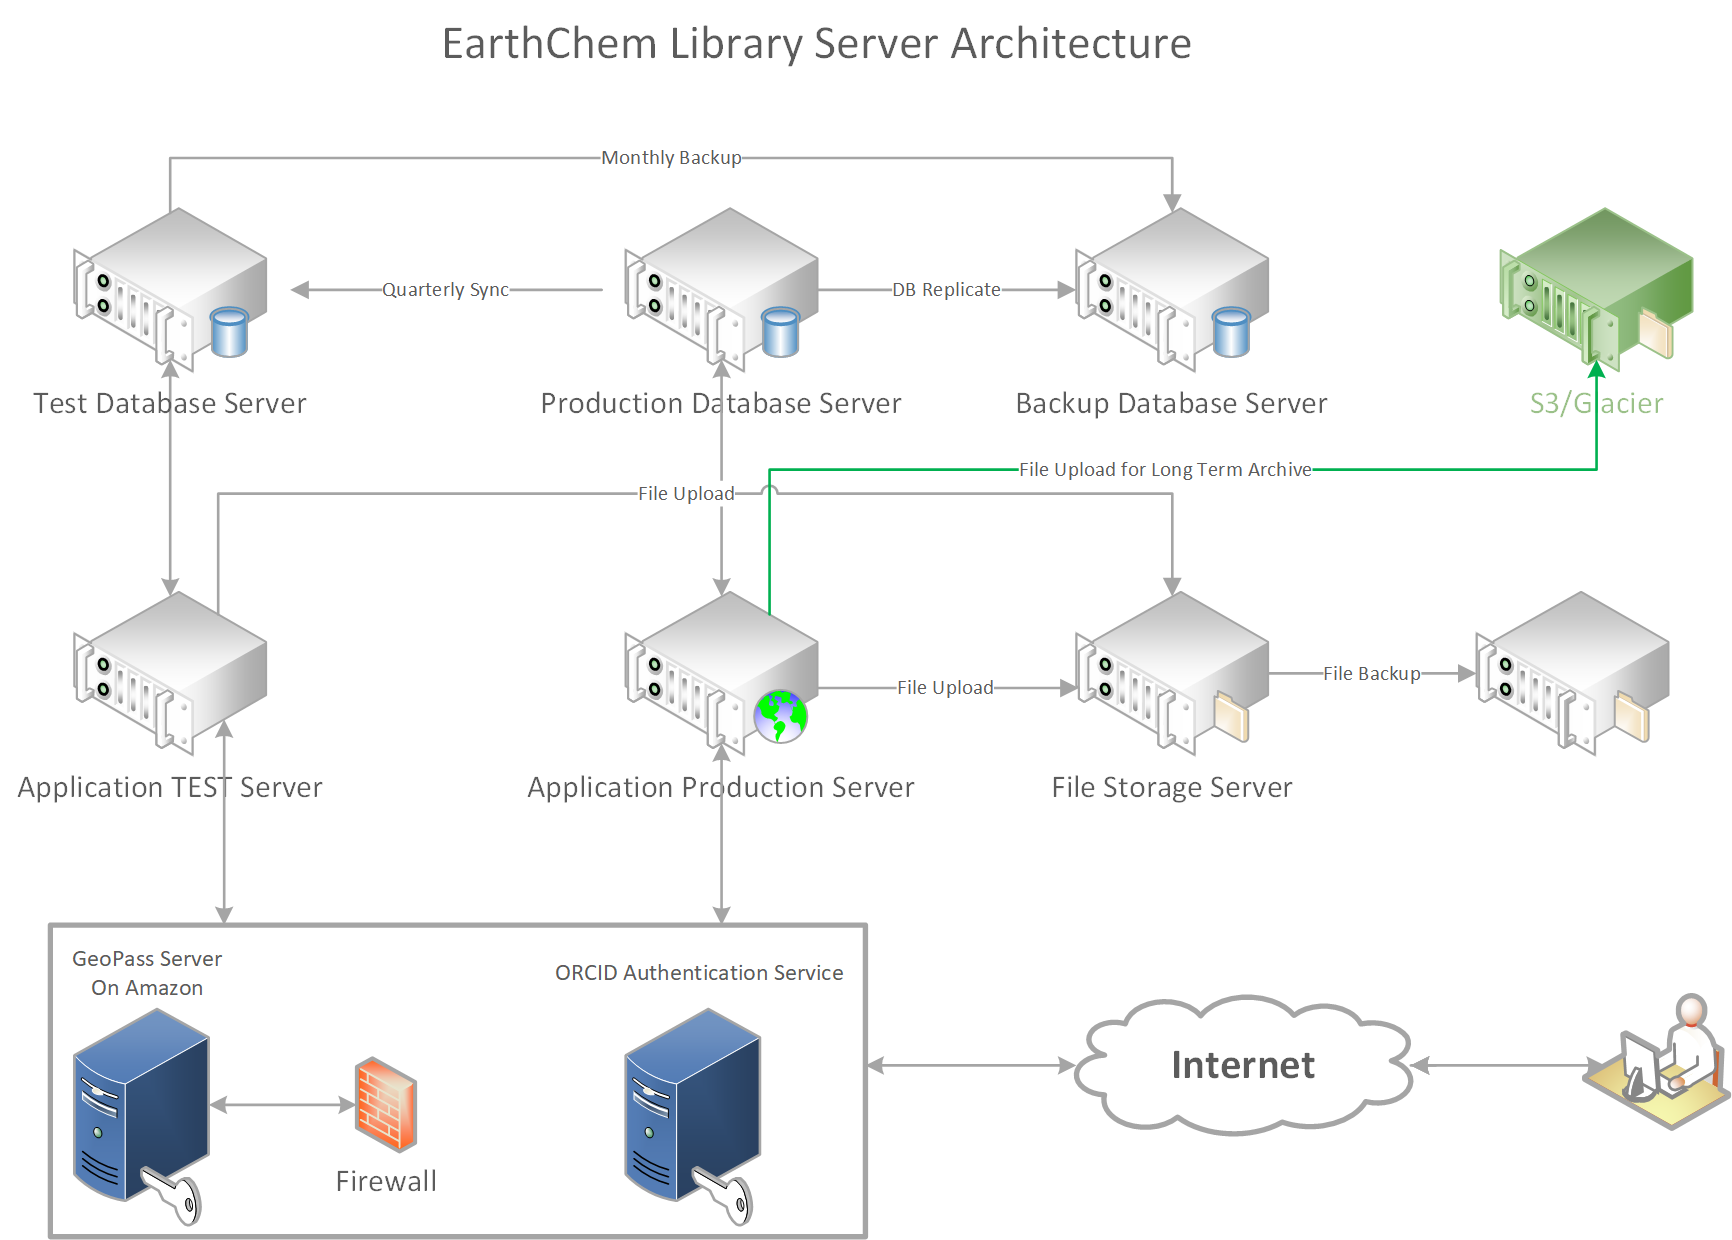 EarthChem Library Server Architecture
Monthly Backup
Quarterly Sync
DB Replicate
Test Database Server
Production Database Server
Backup Database Server
S3/Glacier
File Upload for Long Term Archive
File Upload
File Upload
File Backup
Application TEST Server
Application Production Server
File Storage Server
GeoPass Server
On Amazon
ORCID Authentication Service
Firewall
Internet